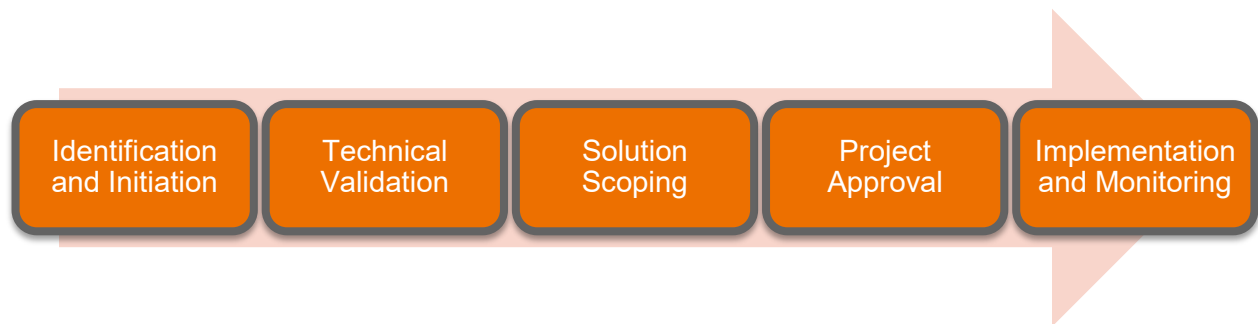 Identification
and Initiation
Technical
Validation
Solution
Scoping
Project
Approval
Implementation
and Monitoring